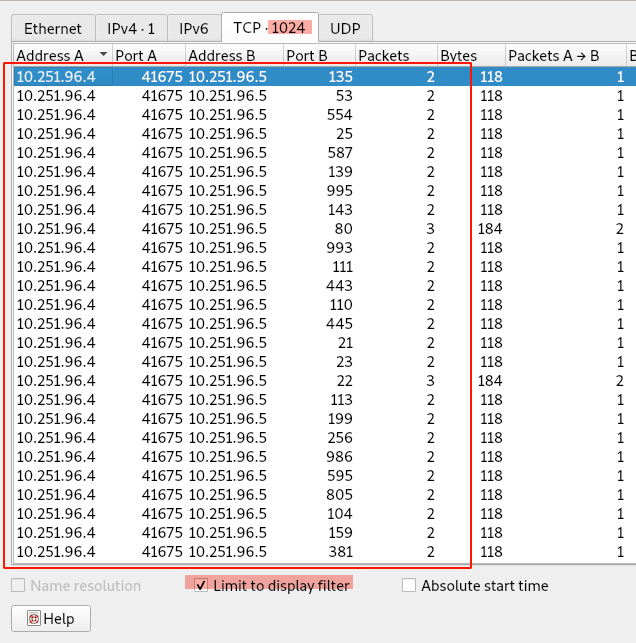 Ethernet IPv4 · 1 IPv6 TCP · 1024 UDP
Address A Port A Address B Port B Packets Bytes Packets A → B B
10.251.96.4 41675 10.251.96.5 135 2 118 1
10.251.96.4 41675 10.251.96.5 53 2 118 1
10.251.96.4 41675 10.251.96.5 554 2 118 1
10.251.96.4 41675 10.251.96.5 25 2 118 1
10.251.96.4 41675 10.251.96.5 587 2 118 1
10.251.96.4 41675 10.251.96.5 139 2 118 1
10.251.96.4 41675 10.251.96.5 995 2 118 1
10.251.96.4 41675 10.251.96.5 143 2 118 1
10.251.96.4 41675 10.251.96.5 80 3 184 2
10.251.96.4 41675 10.251.96.5 993 2 118 1
10.251.96.4 41675 10.251.96.5 111 2 118 1
10.251.96.4 41675 10.251.96.5 443 2 118 1
10.251.96.4 41675 10.251.96.5 110 2 118 1
10.251.96.4 41675 10.251.96.5 445 2 118 1
10.251.96.4 41675 10.251.96.5 21 2 118 1
10.251.96.4 41675 10.251.96.5 23 2 118 1
10.251.96.4 41675 10.251.96.5 22 3 184 2
10.251.96.4 41675 10.251.96.5 113 2 118 1
10.251.96.4 41675 10.251.96.5 199 2 118 1
10.251.96.4 41675 10.251.96.5 256 2 118 1
10.251.96.4 41675 10.251.96.5 986 2 118 1
10.251.96.4 41675 10.251.96.5 595 2 118 1
10.251.96.4 41675 10.251.96.5 805 2 118 1
10.251.96.4 41675 10.251.96.5 104 2 118 1
10.251.96.4 41675 10.251.96.5 159 2 118 1
10.251.96.4 41675 10.251.96.5 381 2 118 1
Name resolution Limit to display filter Absolute start time
Help